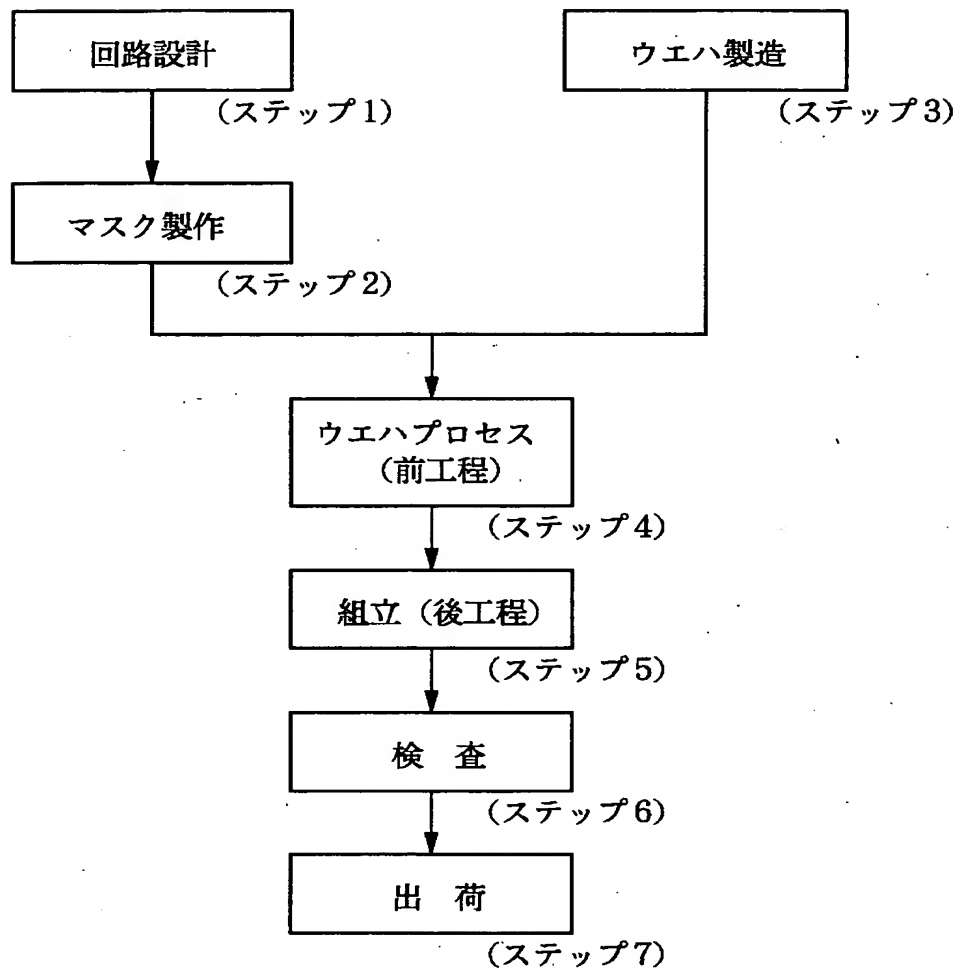 回路設計
(ステップ1)
ウエハ製造
(ステップ3)
マスク製作
(ステップ2)
ウエハプロセス
(前工程)
(ステップ4)
組立(後工程)
(ステップ5)
検 査
(ステップ6)
出 荷
(ステップ7)